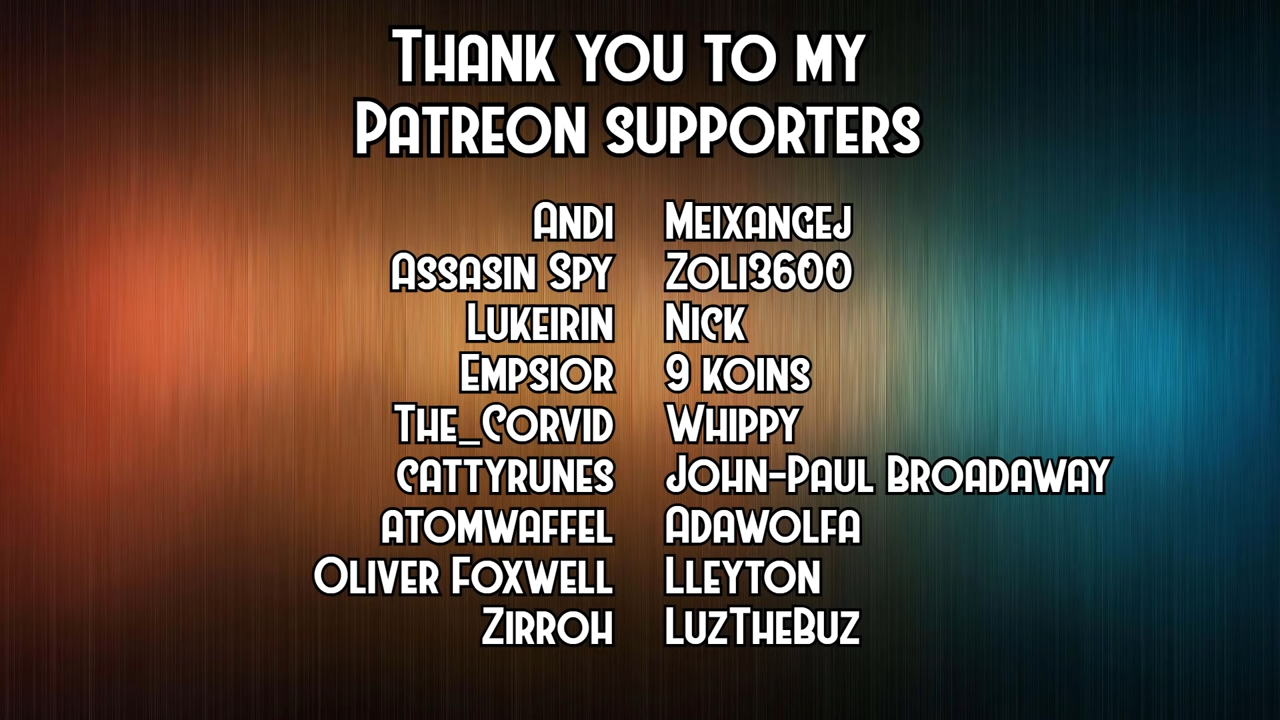 Thank you to my
Patreon supporters
Andi
Assasin Spy
Lukeirin
Empsior
The_Corvid
cattyrunes
atomwaffel
Oliver Foxwell
Zirroh
Meixangej
Zoli3600
Nick
9 koins
Whippy
John-Paul Broadaway
Adawolfa
Lleyton
LuzTheBuz